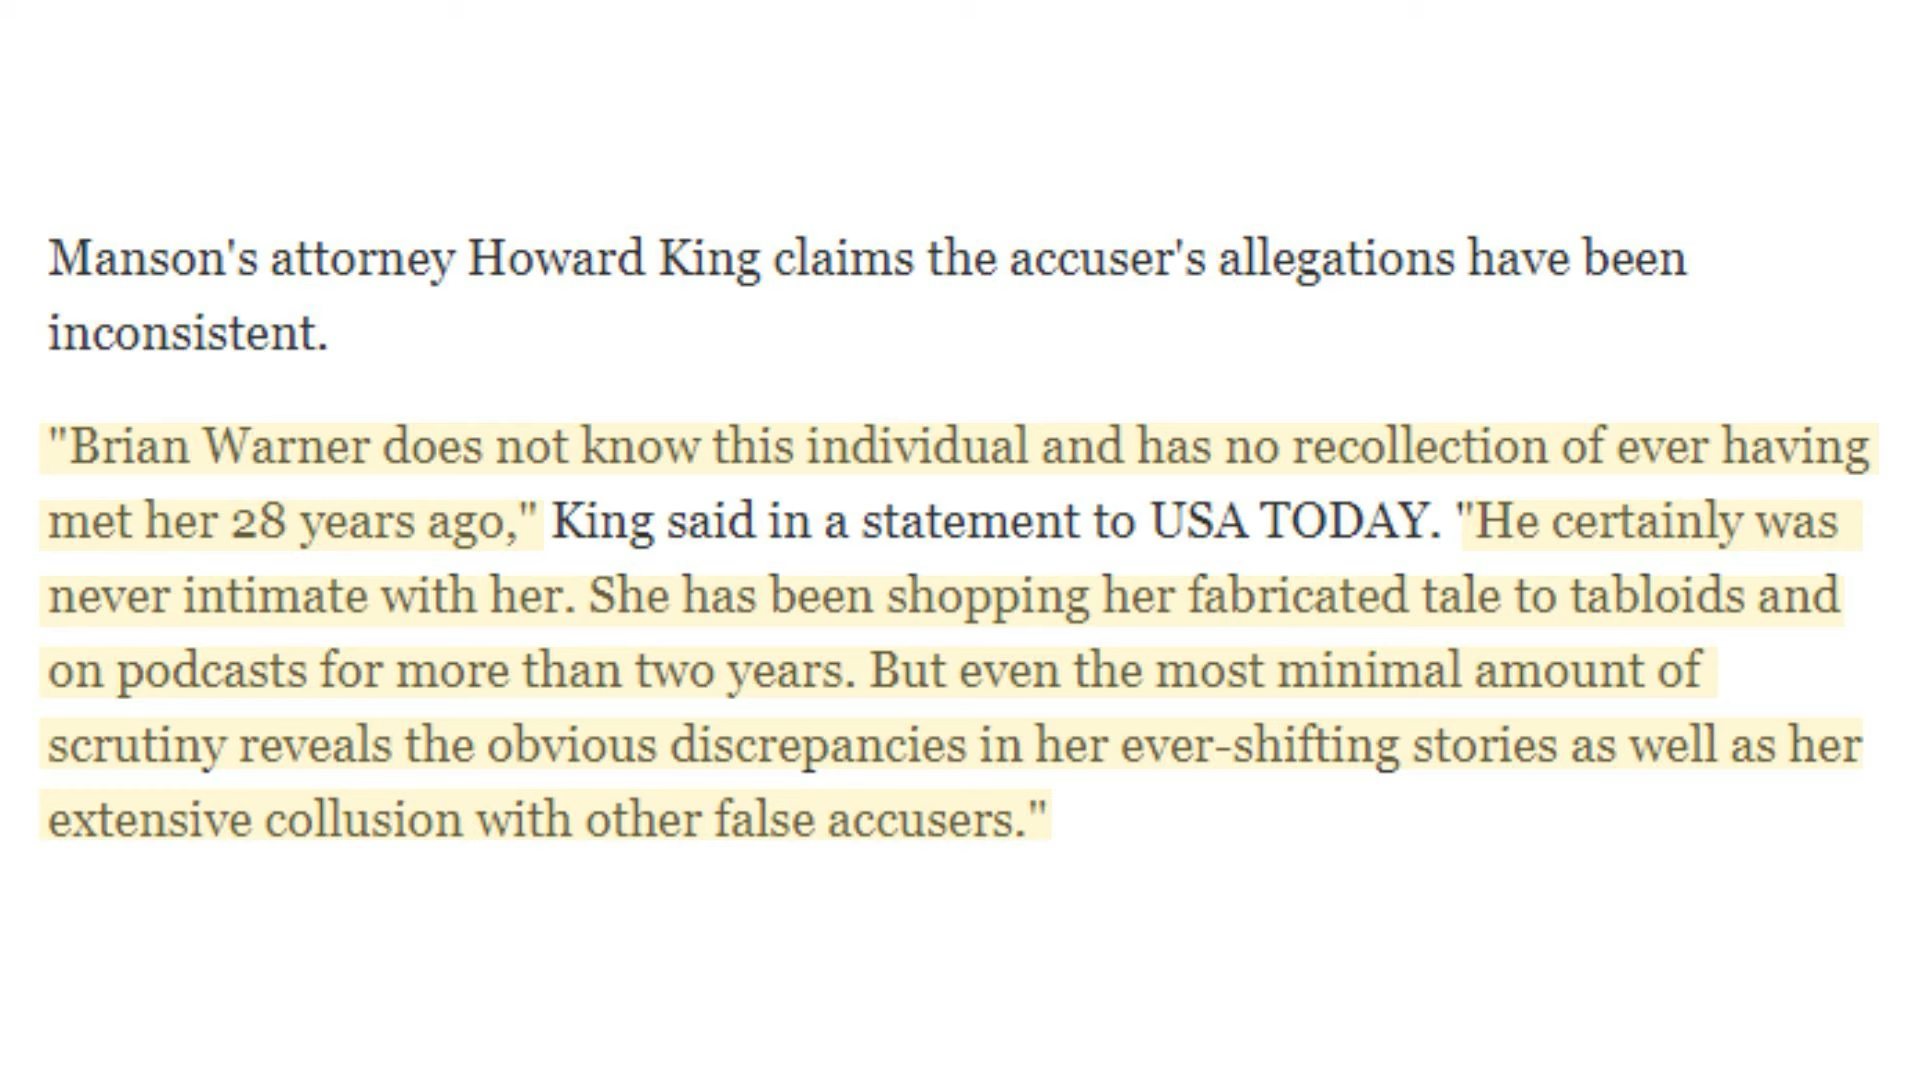 Manson's attorney Howard King claims the accuser's allegations have been
inconsistent.
"Brian Warner does not know this individual and has no recollection of ever having
met her 28 years ago," King said in a statement to USA TODAY. "He certainly was
never intimate with her. She has been shopping her fabricated tale to tabloids and
on podcasts for more than two years. But even the most minimal amount of
scrutiny reveals the obvious discrepancies in her ever-shifting stories as well as her
extensive collusion with other false accusers."